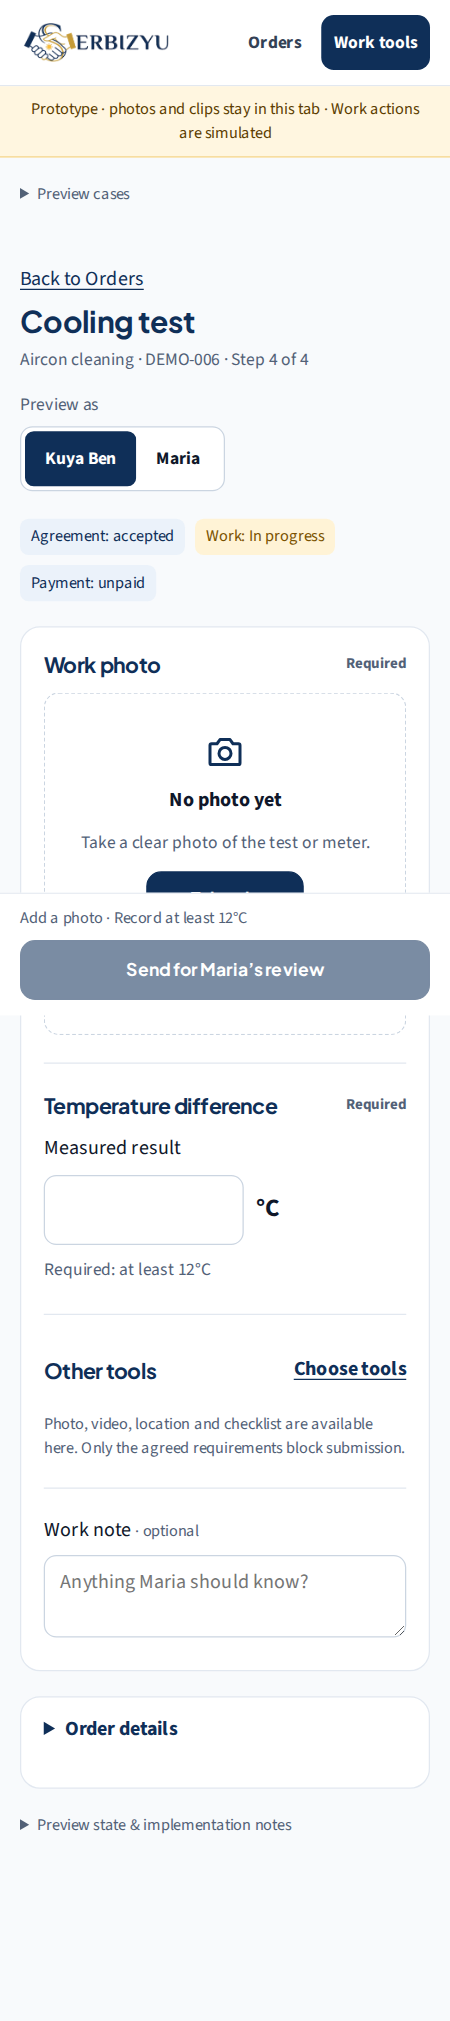 ERBIZYU
Orders
Work tools
Prototype · photos and clips stay in this tab · Work actions
are simulated
▶ Preview cases
Back to Orders
Cooling test
Aircon cleaning · DEMO-006 · Step 4 of 4
Preview as
Kuya Ben
Maria
Agreement: accepted
Work: In progress
Payment: unpaid
Work photo
Required
No photo yet
Take a clear photo of the test or meter.
Add a photo · Record at least 12°C
Send for Maria’s review
Temperature difference
Required
Measured result
°C
Required: at least 12°C
Other tools
Choose tools
Photo, video, location and checklist are available
here. Only the agreed requirements block submission.
Work note · optional
Anything Maria should know?
▶ Order details
▶ Preview state & implementation notes